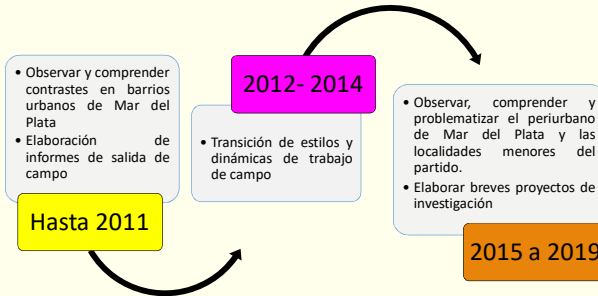 • Observar y comprender
contrastes en barrios
urbanos de Mar del
Plata
• Elaboración de
informes de salida de
campo
Hasta 2011
2012- 2014
• Transición de estilos y
dinámicas de trabajo
de campo
• Observar, comprender y
problematizar el periurbano
de Mar del Plata y las
localidades menores del
partido.
• Elaborar breves proyectos de
investigación
2015 a 2019